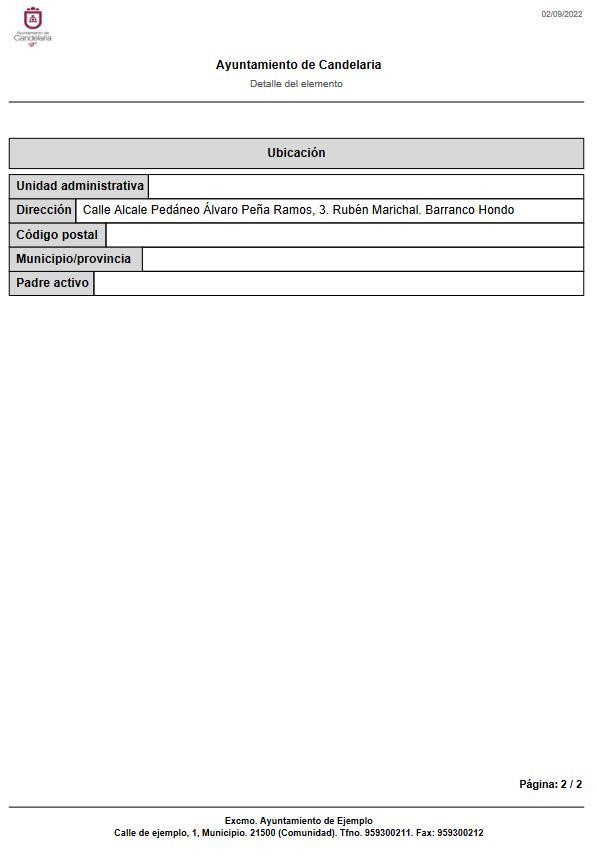 Ayuntamiento de
Candelaria
02/09/2022
Ayuntamiento de Candelaria
Detalle del elemento
Ubicación
Unidad administrativa
Dirección Calle Alcale Pedáneo Álvaro Peña Ramos, 3. Rubén Marichal. Barranco Hondo
Código postal
Municipio/provincia
Padre activo
Página: 2 / 2
Excmo. Ayuntamiento de Ejemplo
Calle de ejemplo, 1, Municipio. 21500 (Comunidad). Tfno. 959300211. Fax: 959300212